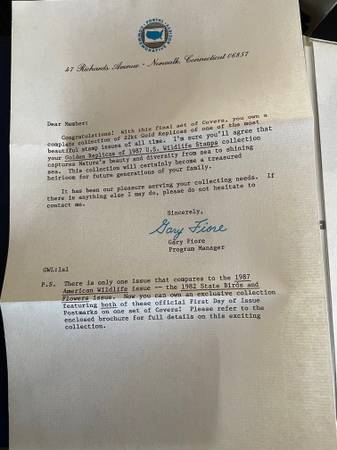 47 Richards Avenue - Norwalk, Connecticut 06857
Dear Member:
Congratulations! With this final set of Covers, you own a
complete collection of 22kt Gold Replicas of one of the most
beautiful stamp issues of all time. I'm sure you'll agree that
your Golden Replicas of 1987 U.S. Wildlife Stamps collection
captures Nature's beauty and diversity from sea to shining
sea. This collection will certainly become a treasured
heirloom for future generations of your family.
It has been our pleasure serving your collecting needs. If
there is anything else I may do, please do not hesitate to
contact me.
Sincerely,
Gary Fiore
Gary Fiore
Program Manager
GWL:lal
P.S. There is only one issue that compares to the 1987
American Wildlife issue -- the 1982 State Birds and
Flowers issue. Now you can own an exclusive collection
featuring both of these official First Day of Issue
Postmarks on one set of Covers! Please refer to the
enclosed brochure for full details on this exciting
collection.